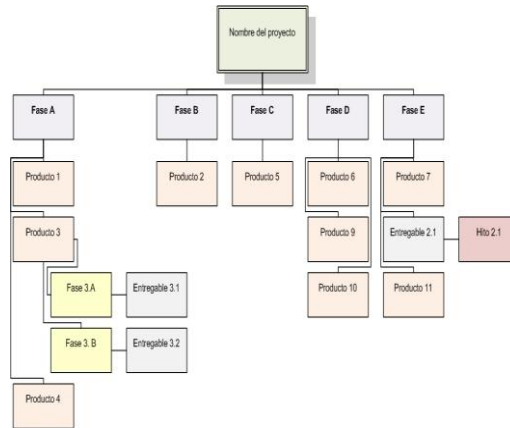 Nombre del proyecto
Fase A
Fase B
Fase C
Fase D
Fase E
Producto 1
Producto 2
Producto 5
Producto 6
Producto 7
Producto 3
Producto 9
Entregable 2.1
Hito 2.1
Fase 3.A
Entregable 3.1
Producto 10
Producto 11
Fase 3. B
Entregable 3.2
Producto 4